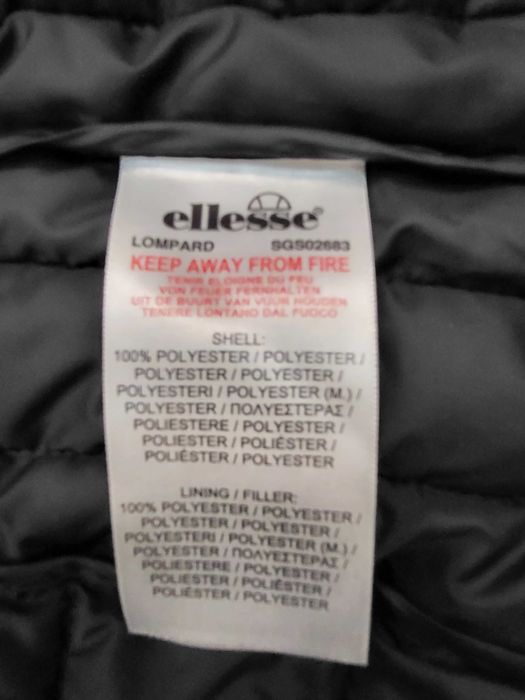 ellesse®
LOMPARD SGS02683
KEEP AWAY FROM FIRE
TENIR ELOIGNE DU FEU
VON FEUER FERNHALTEN
UIT DE BUURT VAN VUUR HOUDEN
TENERE LONTANO DAL FUOCO
SHELL:
100% POLYESTER / POLYESTER /
POLYESTER / POLYESTER /
POLYESTERI / POLYESTER (M.) /
POLYESTER / ΠΟΛΥΕΣΤΕΡΑΣ /
POLIESTERE / POLYESTER /
POLIESTER / POLIÉSTER /
POLIÉSTER / POLYESTER
LINING / FILLER:
100% POLYESTER / POLYESTER /
POLYESTER / POLYESTER /
POLYESTERI / POLYESTER (M.) /
POLYESTER / ΠΟΛΥΕΣΤΕΡΑΣ /
POLIESTERE / POLYESTER /
POLIESTER / POLIÉSTER /
POLIÉSTER / POLYESTER